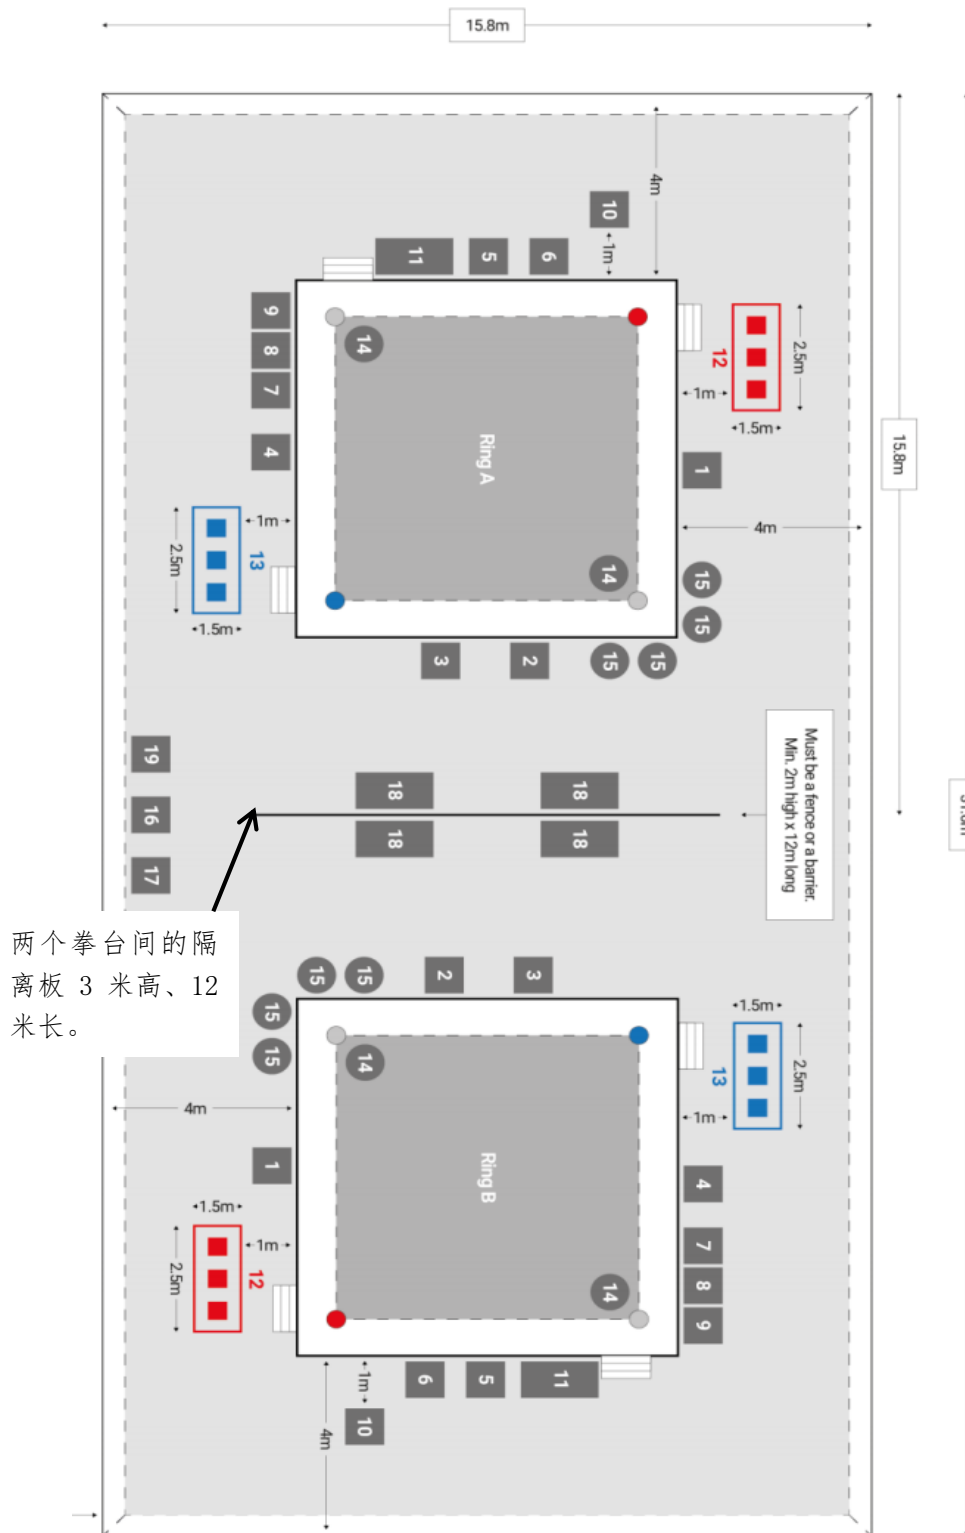 15.8m
4m
10
1m
11
5
6
9
8
7
4
14
12
2.5m
1m
1.5m
1
15.8m
Ring A
4m
1m
13
2.5m
1.5m
14
15
15
3
2
15
15
Must be a fence or a barrier.
Min. 2m high x 12m long
19
16
17
18
18
18
18
两个拳台间的隔
离板 3 米高、12
米长。
15
15
2
3
15
15
14
1.5m
13
2.5m
1m
4m
1
4
1.5m
Ring B
7
8
9
2.5m
12
1m
14
6
5
11
1m
10
4m